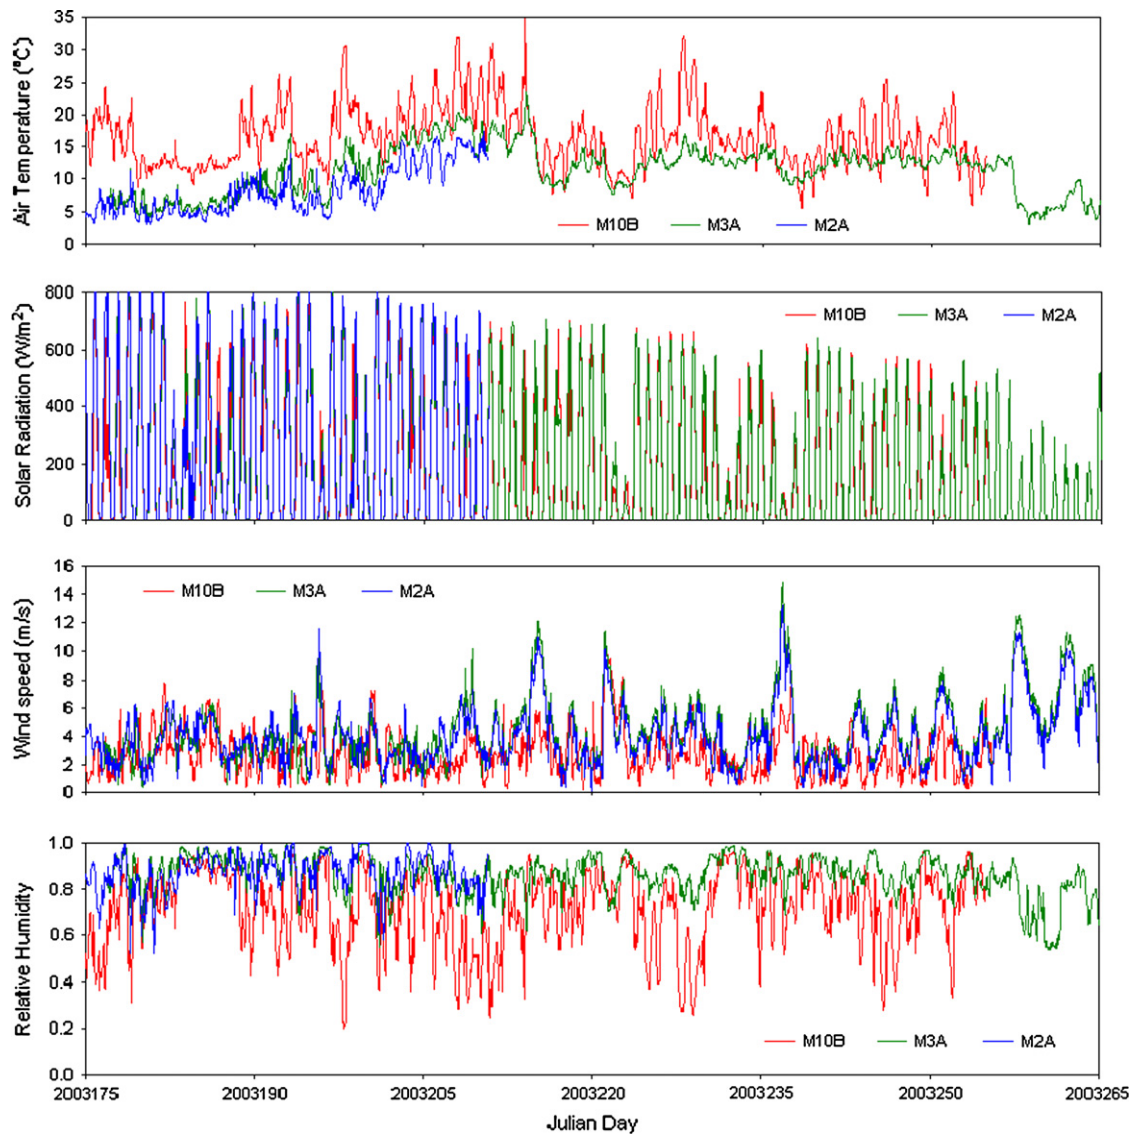 35
30
25
20
15
10
5
0
Air Temperature (°C)
M10B M3A M2A
800
600
400
200
0
Solar Radiation (W/m²)
M10B M3A M2A
16
14
12
10
8
6
4
2
0
Wind speed (m/s)
M10B M3A M2A
1.0
0.8
0.6
0.4
0.2
0.0
Relative Humidity
M10B M3A M2A
2003175 2003190 2003205 2003220 2003235 2003250 2003265
Julian Day